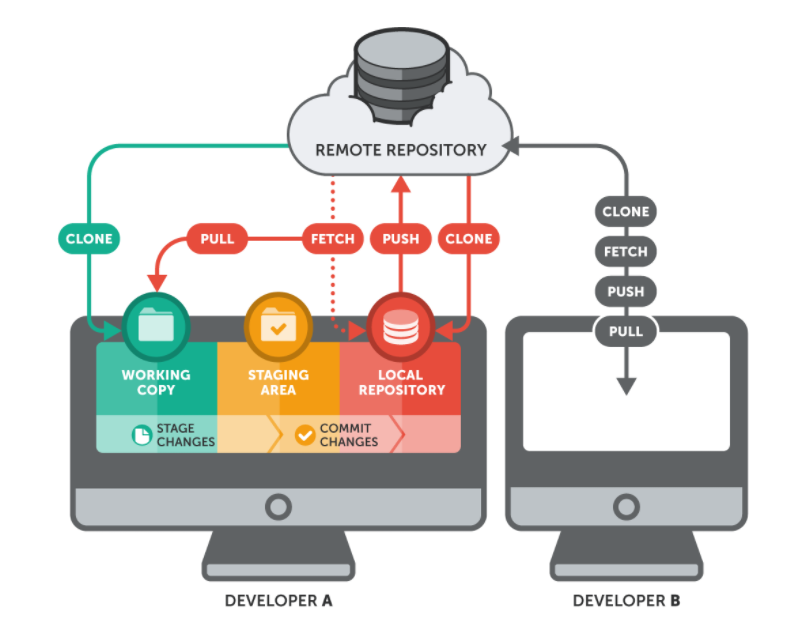 REMOTE REPOSITORY
CLONE
PULL
FETCH
PUSH
CLONE
CLONE
FETCH
PUSH
PULL
WORKING
COPY
STAGING
AREA
LOCAL
REPOSITORY
STAGE
CHANGES
COMMIT
CHANGES
DEVELOPER A
DEVELOPER B